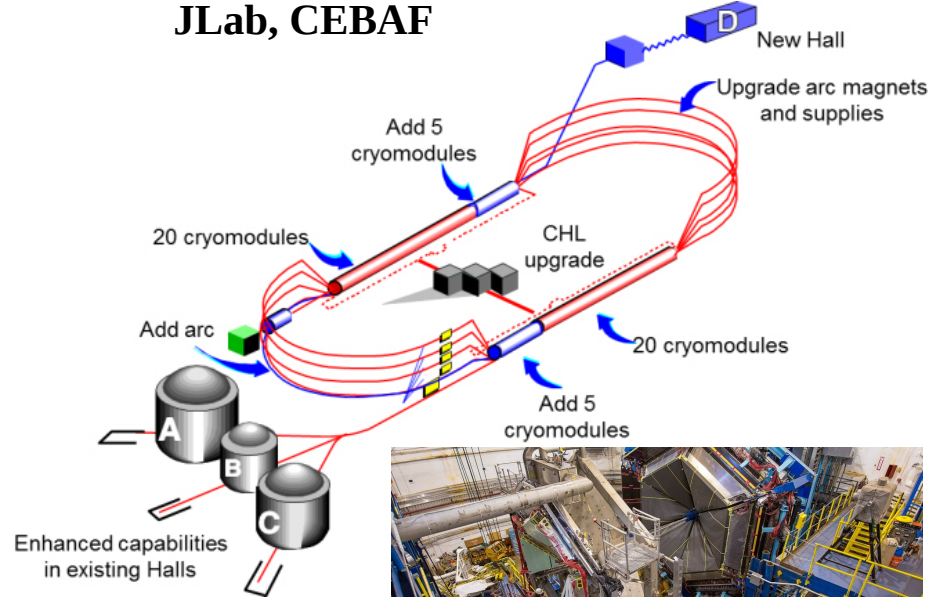 JLab, CEBAF
D
New Hall
Upgrade arc magnets
and supplies
Add 5
cryomodules
20 cryomodules
CHL
upgrade
Add arc
20 cryomodules
Add 5
cryomodules
A
B
C
Enhanced capabilities
in existing Halls